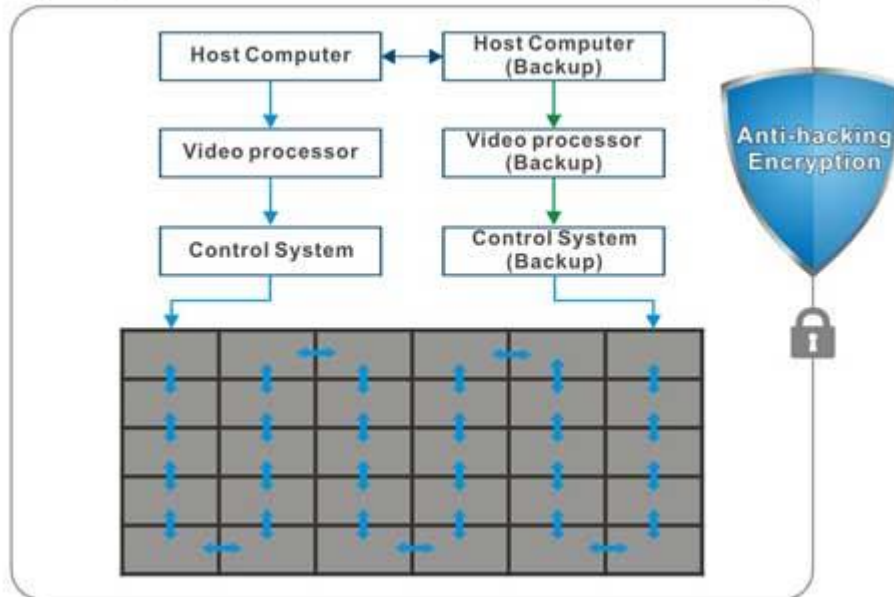 Host Computer
Host Computer
(Backup)
Video processor
Video processor
(Backup)
Control System
Control System
(Backup)
Anti-hacking
Encryption